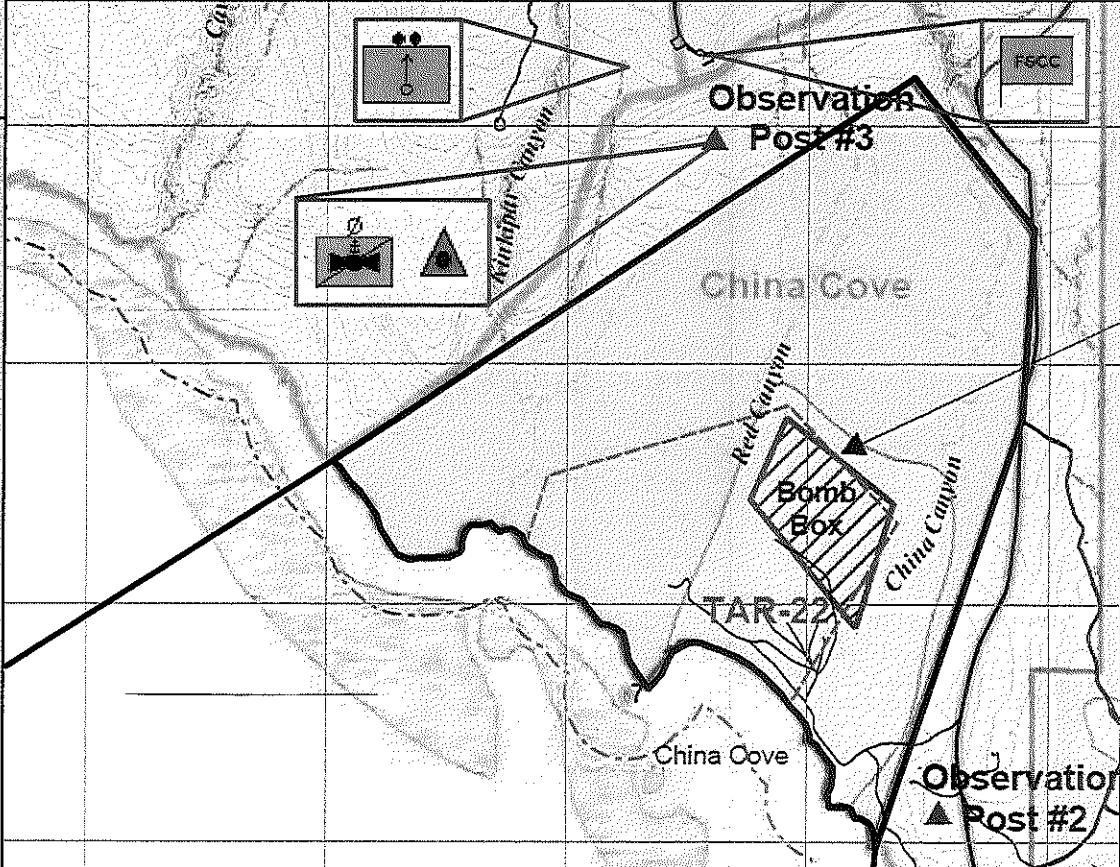 FSCC
Observation
Post #3
Kinkipar Canyon
China Cove
Red Canyon
Bomb
Box
China Canyon
TAR-22
China Cove
Observation
Post #2